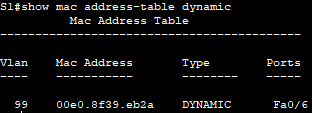 S1#show mac address-table dynamic
Mac Address Table
-------------------------------------------
Vlan Mac Address Type Ports
---- ----------- -------- -----
99 00e0.8f39.eb2a DYNAMIC Fa0/6